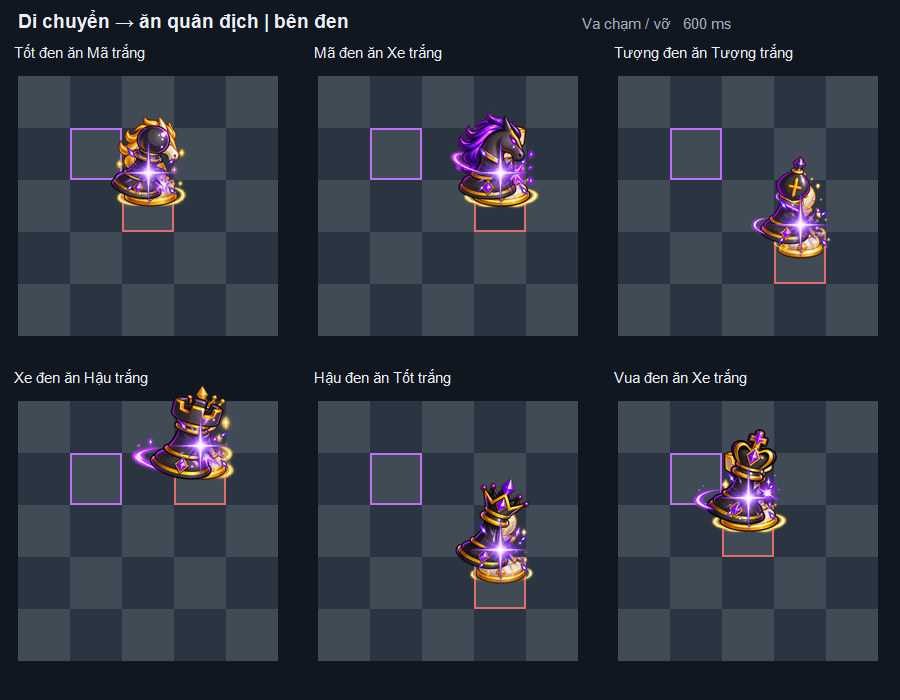 Di chuyển → ăn quân địch | bên đen
Va chạm / vỡ 600 ms
Tốt đen ăn Mã trắng
Mã đen ăn Xe trắng
Tượng đen ăn Tượng trắng
Xe đen ăn Hậu trắng
Hậu đen ăn Tốt trắng
Vua đen ăn Xe trắng